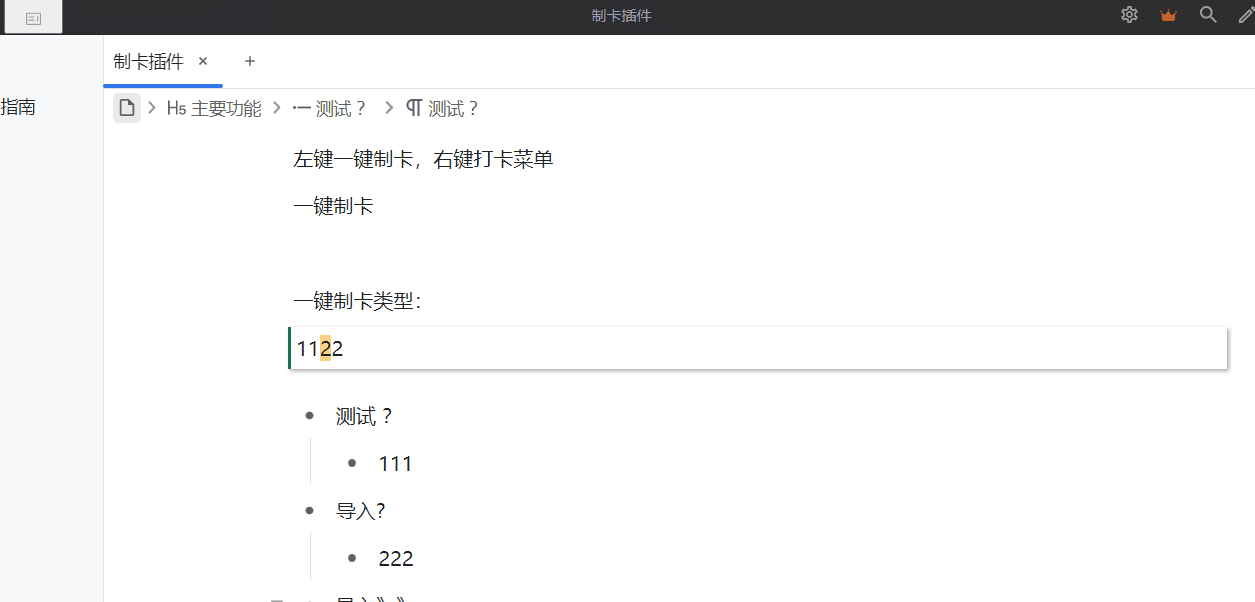 制卡插件
制卡插件 × +
指南
H5 主要功能 > 测试？ > 测试？
左键一键制卡，右键打卡菜单
一键制卡
一键制卡类型：
1122
测试？
111
导入？
222